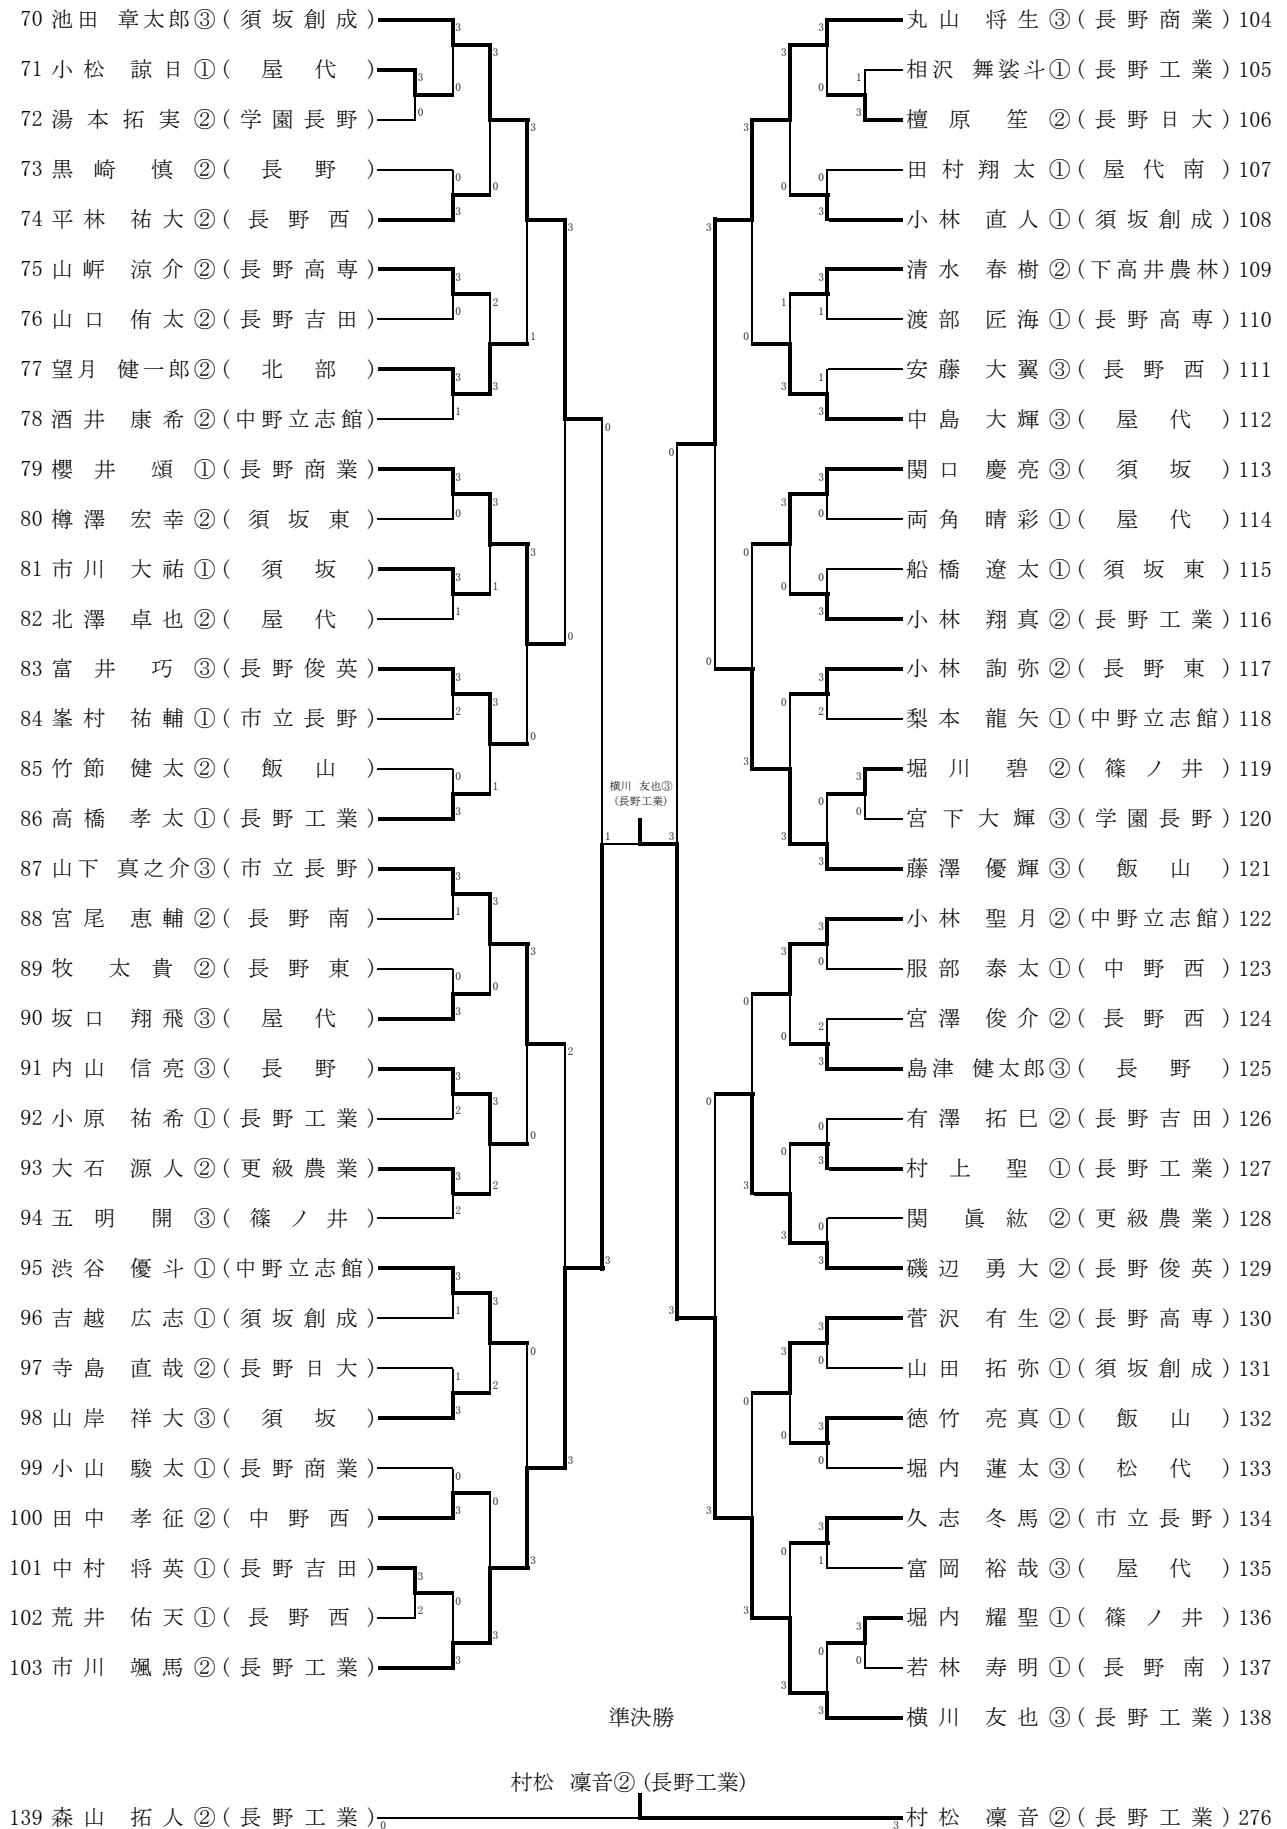 70 池田 章太郎③(須坂創成)
71 小松 諒日①(屋代)
72 湯本拓実②(学園長野)
73 黒崎 慎②(長野)
74 平林 祐大②(長野西)
75 山㟁 涼介②(長野高専)
76 山口 侑太②(長野吉田)
77 望月 健一郎②(北部)
78 酒井 康希②(中野立志館)
79 櫻井 頌①(長野商業)
80 樽澤 宏幸②(須坂東)
81 市川 大祐①(須坂)
82 北澤 卓也②(屋代)
83 富井 巧③(長野俊英)
84 峯村 祐輔①(市立長野)
85 竹節 健太②(飯山)
86 高橋 孝太①(長野工業)
87 山下 真之介③(市立長野)
88 宮尾 恵輔②(長野南)
89 牧 太貴②(長野東)
90 坂口 翔飛③(屋代)
91 内山 信亮③(長野)
92 小原 祐希①(長野工業)
93 大石 源人②(更級農業)
94 五明 開③(篠ノ井)
95 渋谷 優斗①(中野立志館)
96 吉越 広志①(須坂創成)
97 寺島 直哉②(長野日大)
98 山岸 祥大③(須坂)
99 小山 駿太①(長野商業)
100 田中 孝征②(中野西)
101 中村 将英①(長野吉田)
102 荒井 佑天①(長野西)
103 市川 颯馬②(長野工業)
横川 友也③
(長野工業)
丸山 将生③(長野商業)104
相沢 舞裟斗①(長野工業)105
檀原 笙②(長野日大)106
田村翔太①(屋代南)107
小林 直人①(須坂創成)108
清水 春樹②(下高井農林)109
渡部 匠海①(長野高専)110
安藤 大翼③(長野西)111
中島 大輝③(屋代)112
関口 慶亮③(須坂)113
両角 晴彩①(屋代)114
船橋 遼太①(須坂東)115
小林 翔真②(長野工業)116
小林 詢弥②(長野東)117
梨本 龍矢①(中野立志館)118
堀川 碧②(篠ノ井)119
宮下大輝③(学園長野)120
藤澤 優輝③(飯山)121
小林 聖月②(中野立志館)122
服部 泰太①(中野西)123
宮澤 俊介②(長野西)124
島津 健太郎③(長野)125
有澤 拓巳②(長野吉田)126
村上 聖①(長野工業)127
関 眞紘②(更級農業)128
磯辺 勇大②(長野俊英)129
菅沢 有生②(長野高専)130
山田 拓弥①(須坂創成)131
徳竹 亮真①(飯山)132
堀内 蓮太③(松代)133
久志 冬馬②(市立長野)134
富岡 裕哉③(屋代)135
堀内 耀聖①(篠ノ井)136
若林 寿明①(長野南)137
横川 友也③(長野工業)138
準決勝
村松 凜音②(長野工業)
139 森山 拓人②(長野工業) 0
3 村松 凜音②(長野工業)276